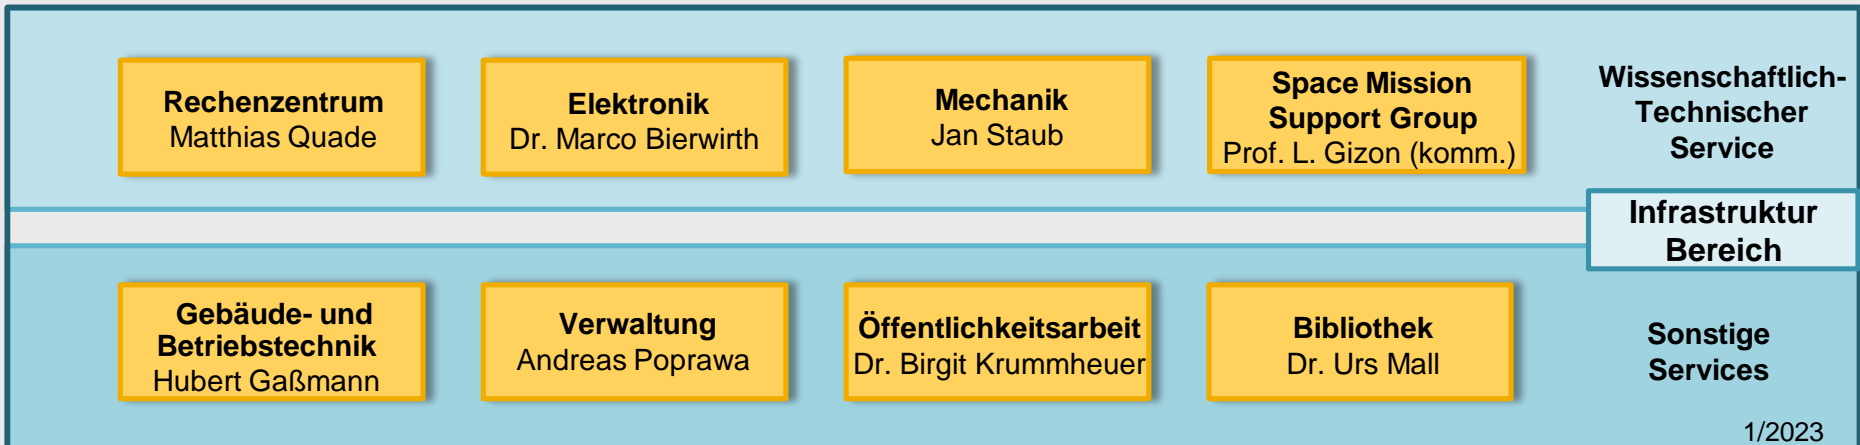 Rechenzentrum
Matthias Quade
Elektronik
Dr. Marco Bierwirth
Mechanik
Jan Staub
Space Mission
Support Group
Prof. L. Gizon (komm.)
Wissenschaftlich-
Technischer
Service
Infrastruktur
Bereich
Gebäude- und
Betriebstechnik
Hubert Gaßmann
Verwaltung
Andreas Poprawa
Öffentlichkeitsarbeit
Dr. Birgit Krummheuer
Bibliothek
Dr. Urs Mall
Sonstige
Services
1/2023